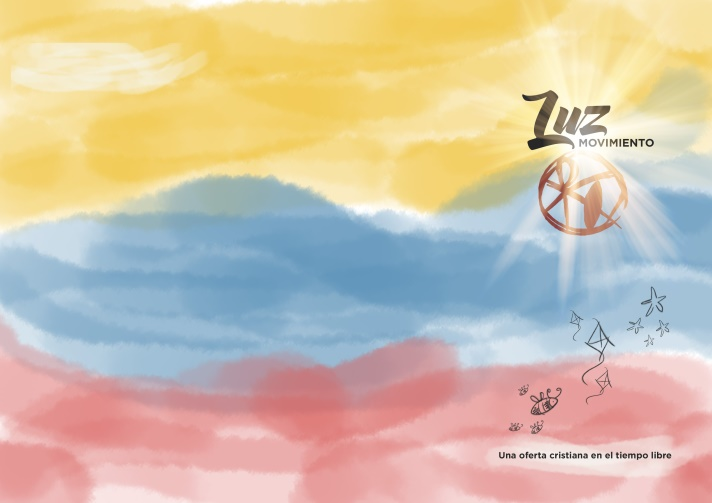 Luz
MOVIMIENTO
Una oferta cristiana en el tiempo libre